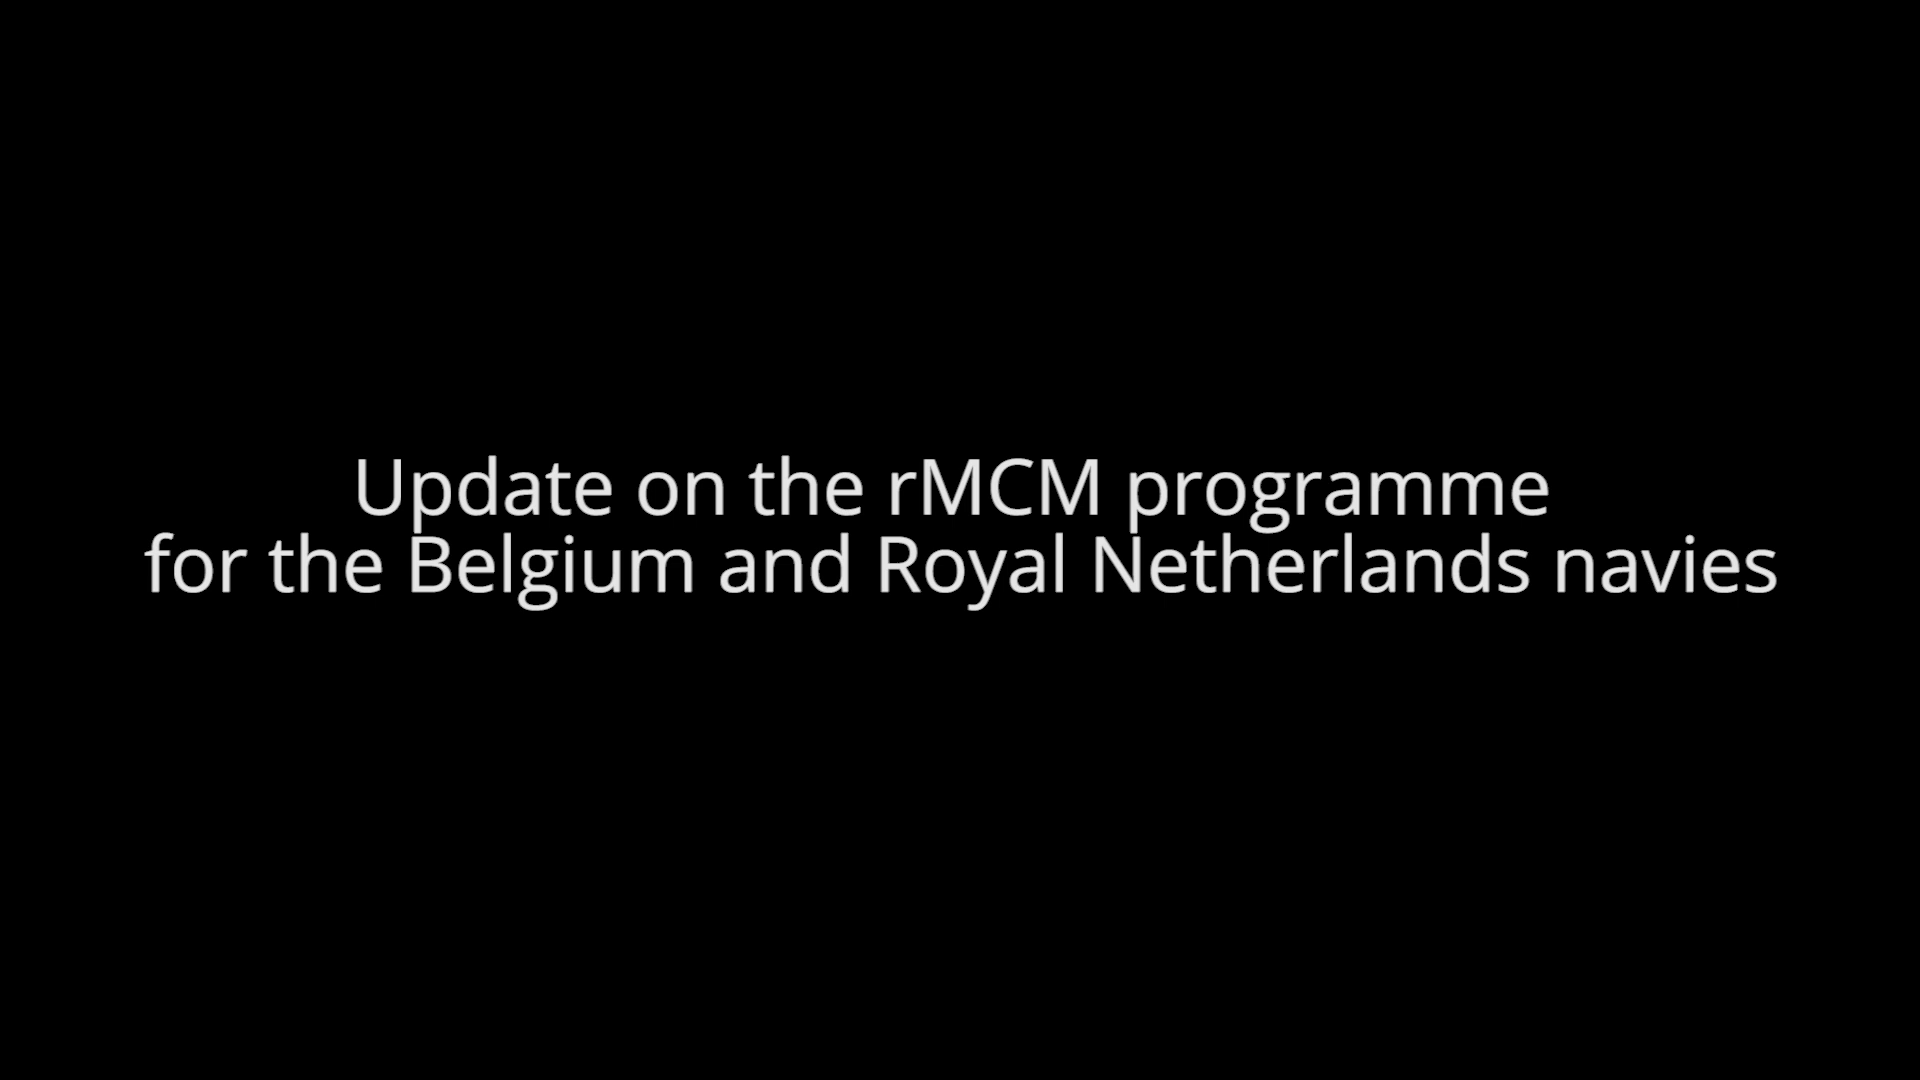 Update on the rMCM programme
for the Belgium and Royal Netherlands navies